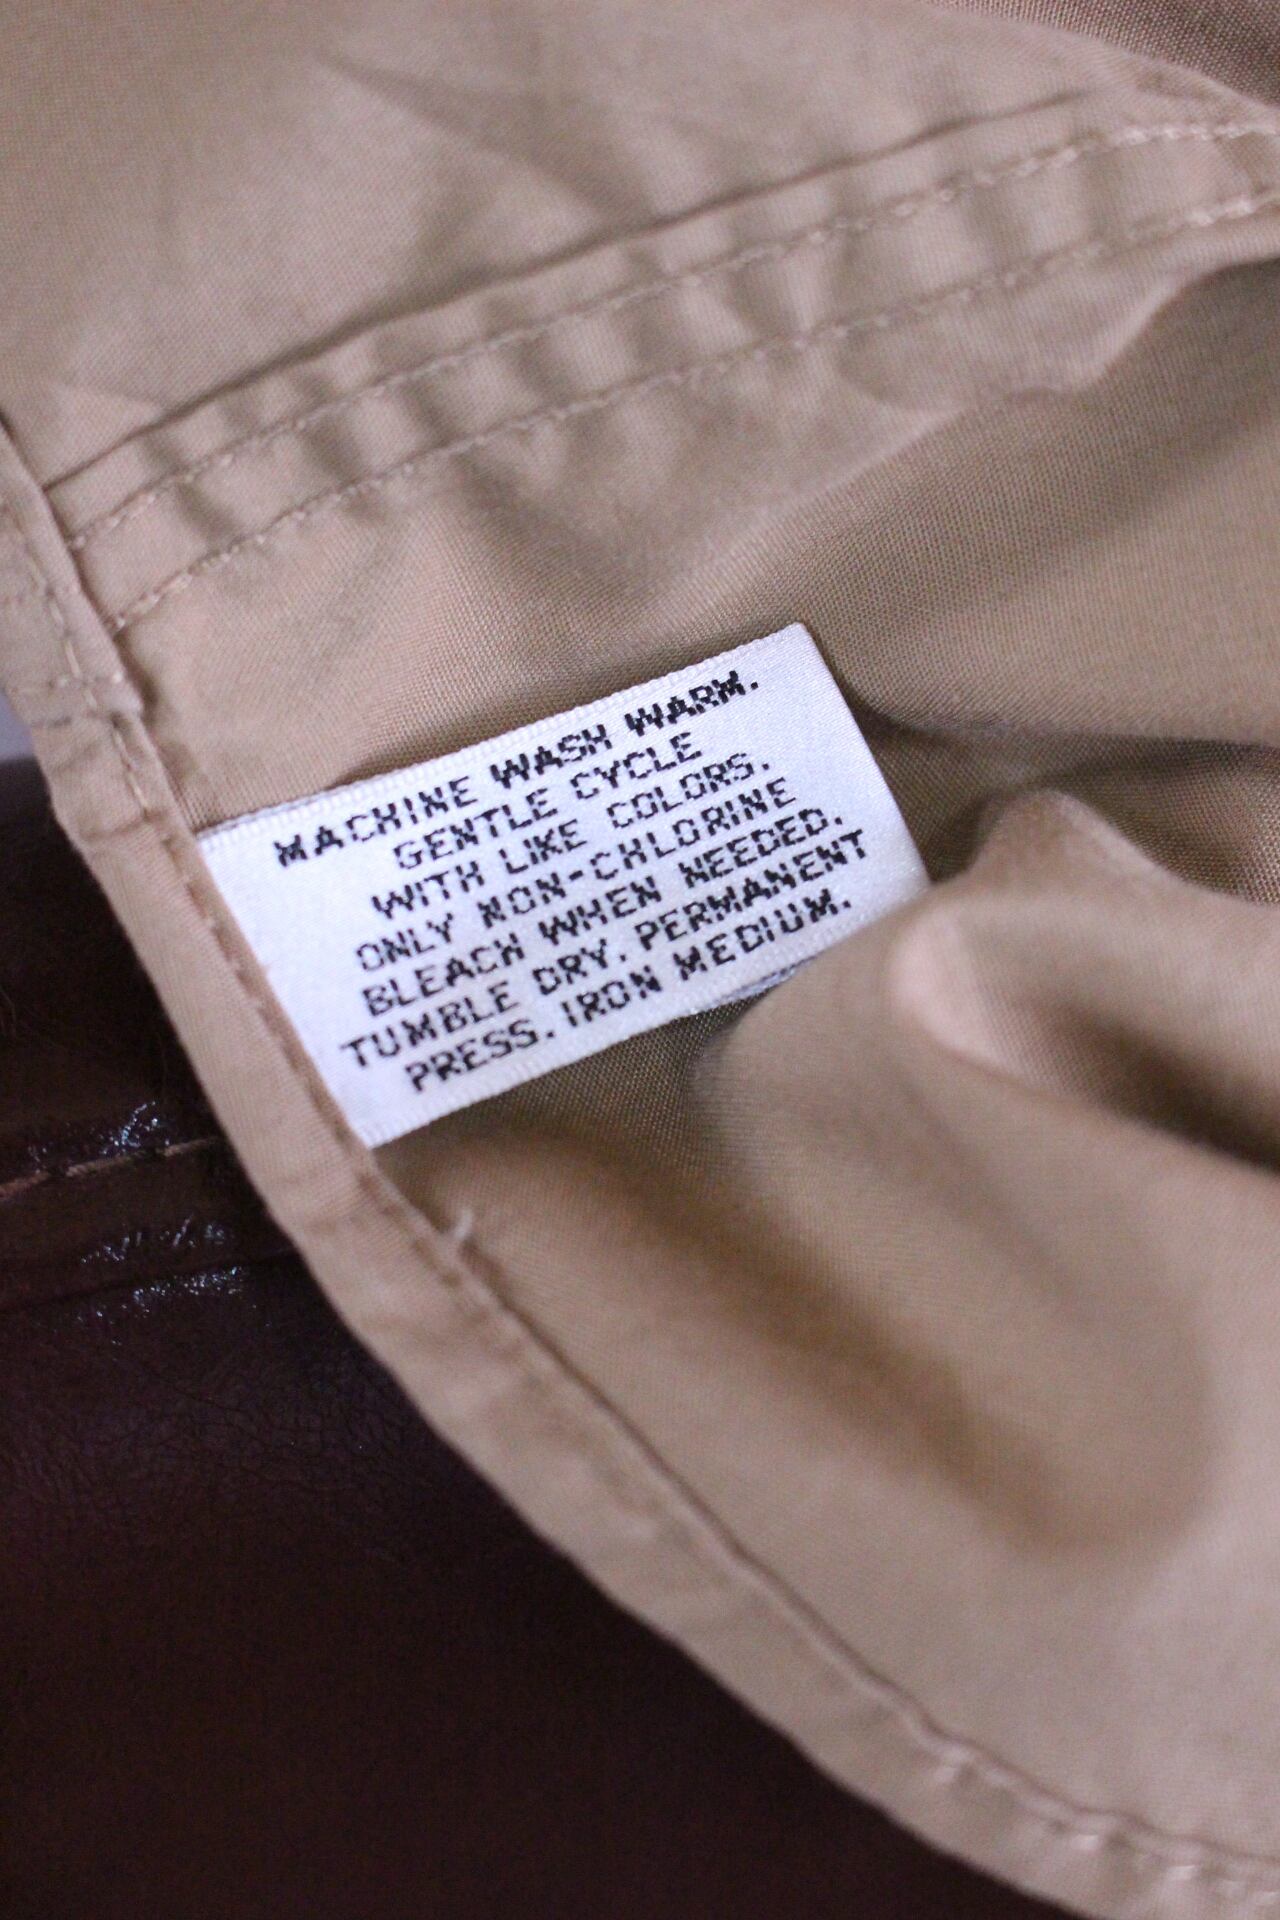 MACHINE WASH WARM.
GENTLE CYCLE
WITH LIKE COLORS.
ONLY NON-CHLORINE
BLEACH WHEN NEEDED.
TUMBLE DRY. PERMANENT
PRESS. IRON MEDIUM.